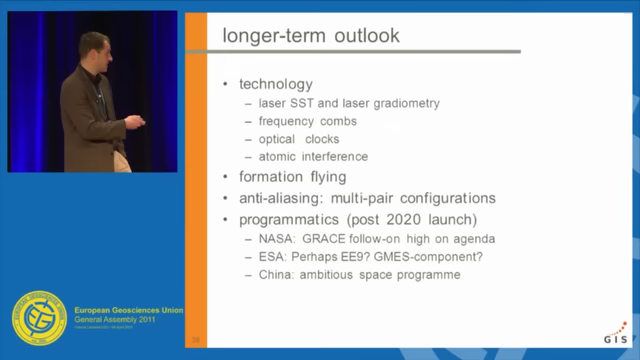 longer-term outlook
• technology
– laser SST and laser gradiometry
– frequency combs
– optical clocks
– atomic interference
• formation flying
• anti-aliasing: multi-pair configurations
• programmatics (post 2020 launch)
– NASA: GRACE follow-on high on agenda
– ESA: Perhaps EE9? GMES-component?
– China: ambitious space programme
European Geosciences Union
General Assembly 2011
GIS